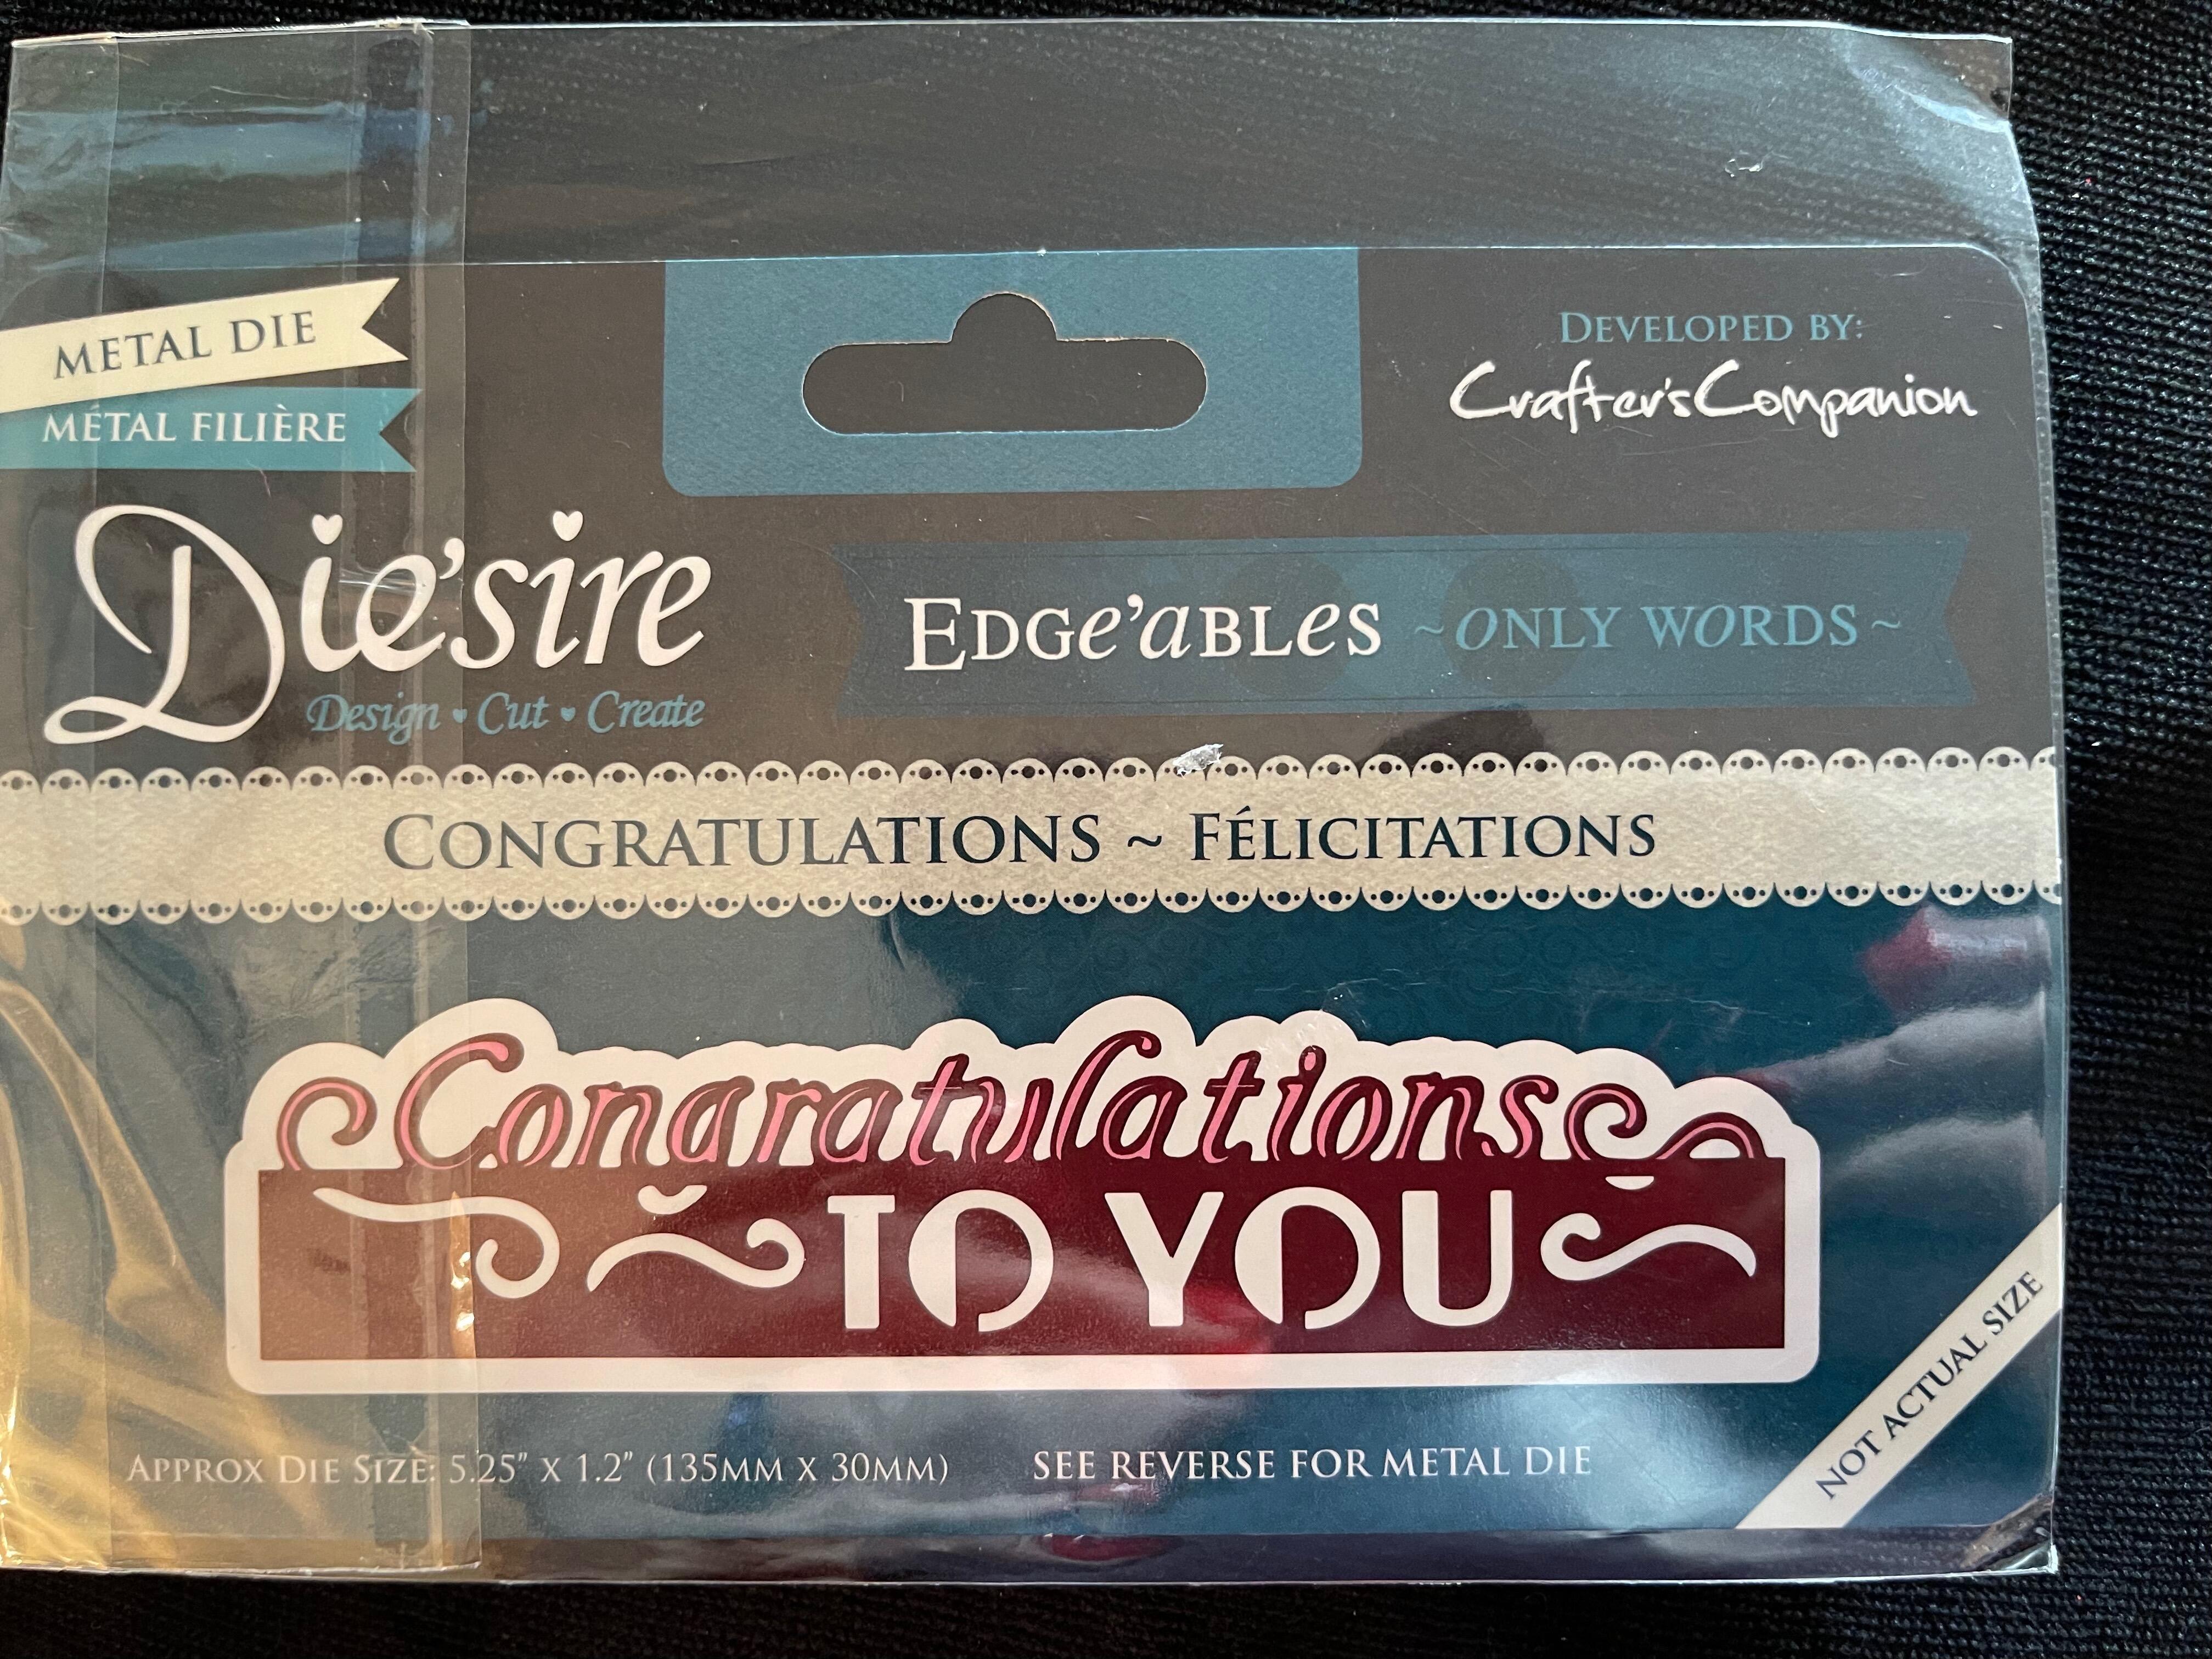 METAL DIE
MÉTAL FILIÈRE
DEVELOPED BY:
Crafter's Companion
Die'sire
Design • Cut • Create
EDGe'aBLeS ~ONLY WORDS~
CONGRATULATIONS ~ FÉLICITATIONS
Congratulations
TO YOU
APPROX DIE SIZE: 5.25" X 1.2" (135MM X 30MM)
SEE REVERSE FOR METAL DIE
NOT ACTUAL SIZE